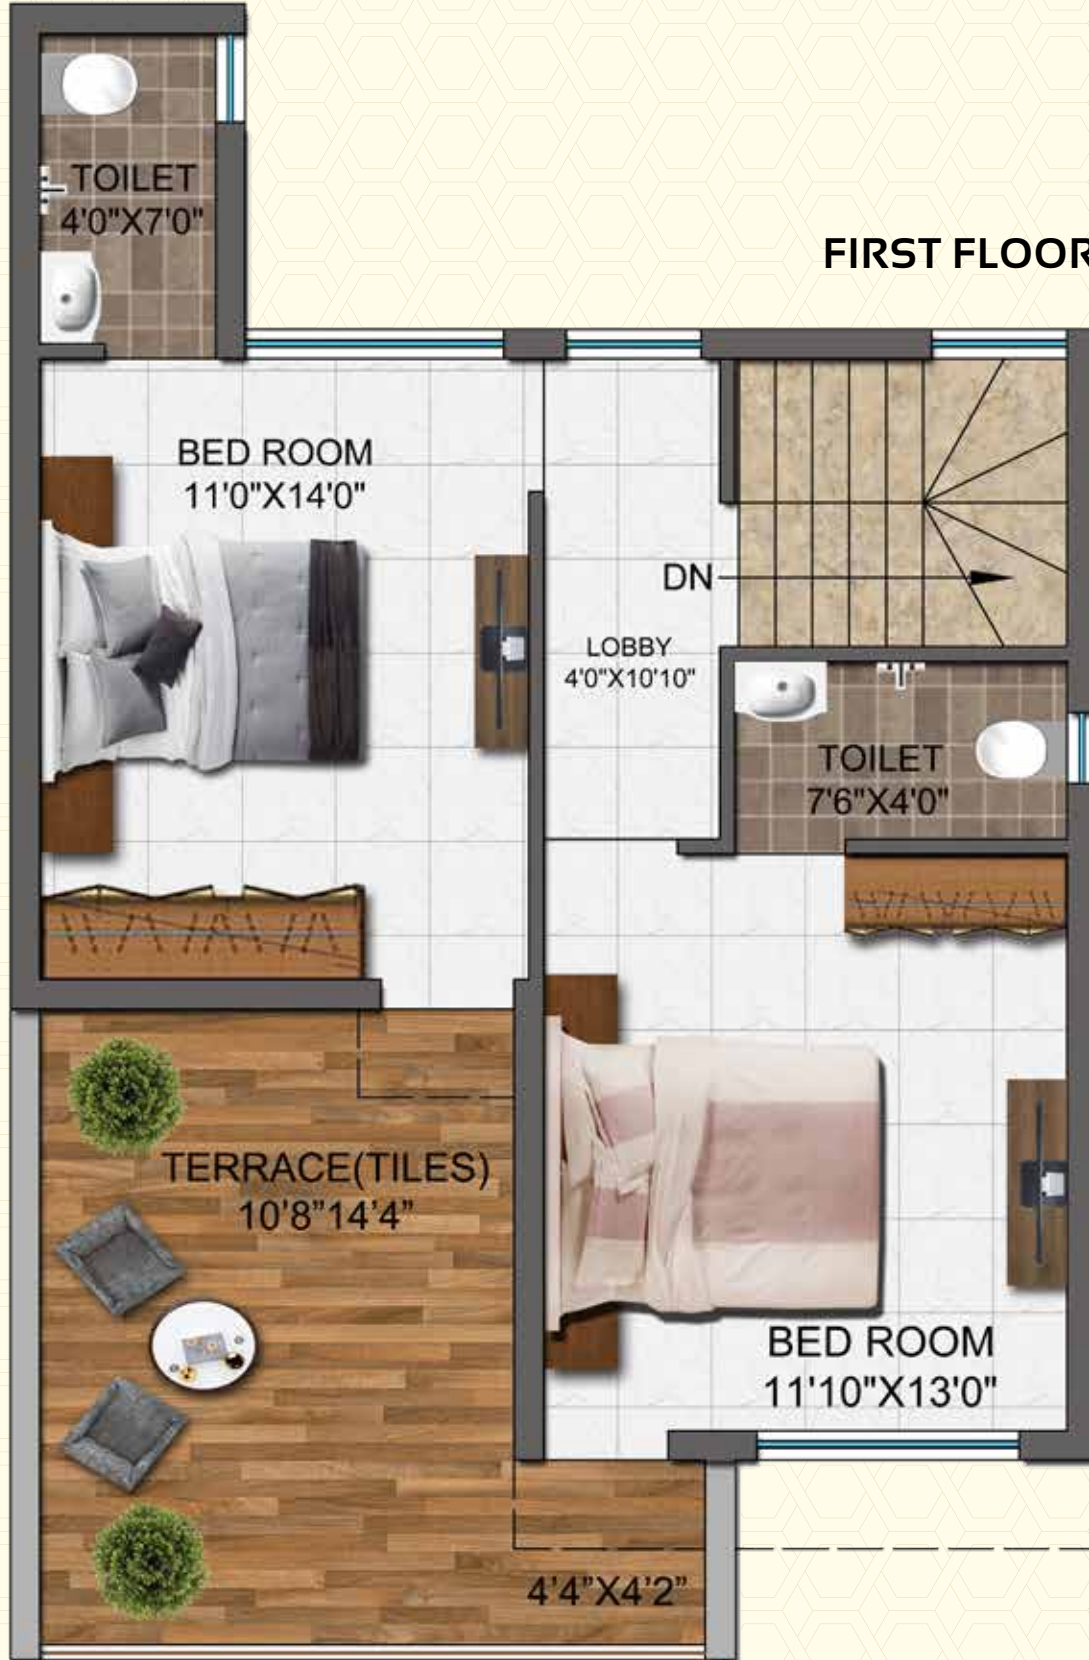 TOILET
4'0"X7'0"
FIRST FLOOR
BED ROOM
11'0"X14'0"
DN
LOBBY
4'0"X10'10"
TOILET
7'6"X4'0"
TERRACE(TILES)
10'8”14'4”
BED ROOM
11'10"X13'0"
4'4”X4'2”